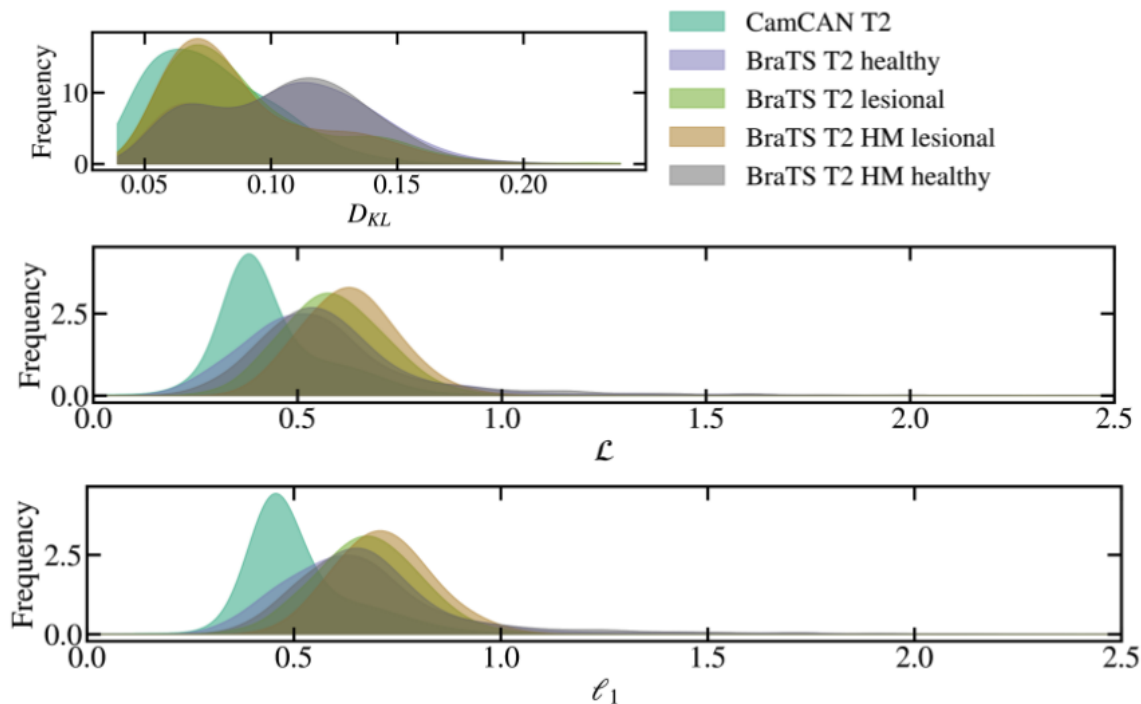 CamCAN T2
BraTS T2 healthy
BraTS T2 lesional
BraTS T2 HM lesional
BraTS T2 HM healthy
Frequency
10
0
0.05 0.10 0.15 0.20
D_{KL}
Frequency
2.5
0.0
0.0 0.5 1.0 1.5 2.0 2.5
ℒ
Frequency
2.5
0.0
0.0 0.5 1.0 1.5 2.0 2.5
ℓ₁